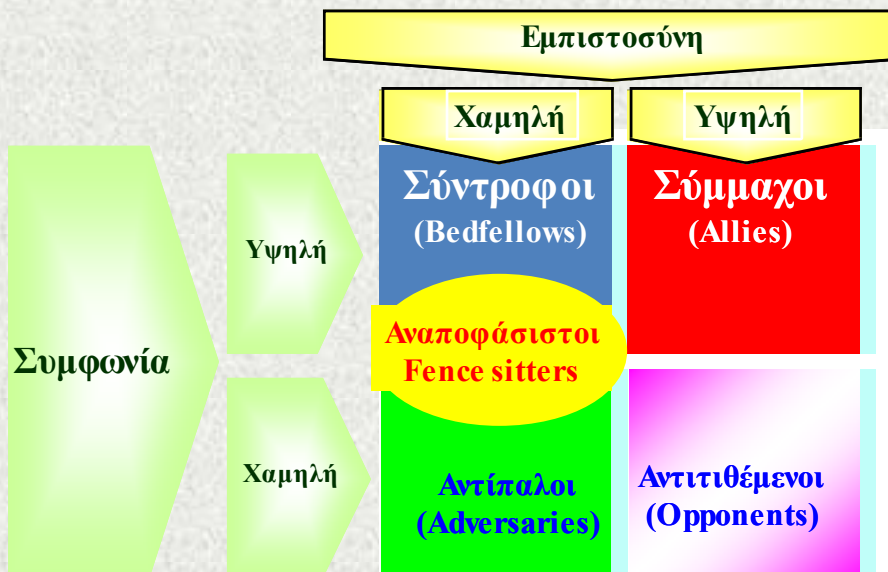 Εμπιστοσύνη
Χαμηλή
Υψηλή
Σύντροφοι
(Bedfellows)
Σύμμαχοι
(Allies)
Υψηλή
Αναποφάσιστοι
Fence sitters
Συμφωνία
Χαμηλή
Αντίπαλοι
(Adversaries)
Αντιτιθέμενοι
(Opponents)